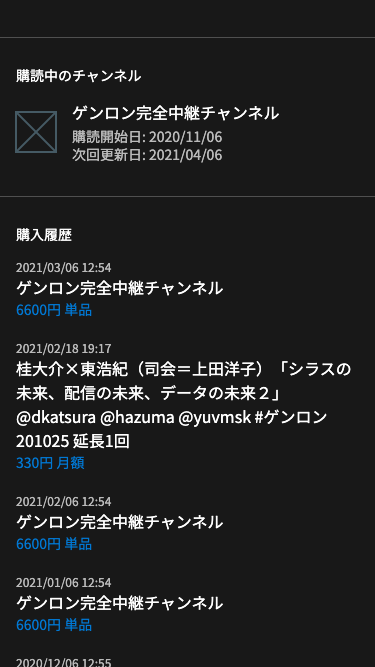 購読中のチャンネル
ゲンロン完全中継チャンネル
購読開始日: 2020/11/06
次回更新日: 2021/04/06
購入履歴
2021/03/06 12:54
ゲンロン完全中継チャンネル
6600円 単品
2021/02/18 19:17
桂大介×東浩紀（司会＝上田洋子）「シラスの
未来、配信の未来、データの未来２」
@dkatsura @hazuma @yuvmsk #ゲンロン
201025 延長1回
330円 月額
2021/02/06 12:54
ゲンロン完全中継チャンネル
6600円 単品
2021/01/06 12:54
ゲンロン完全中継チャンネル
6600円 単品
2020/12/06 12:55